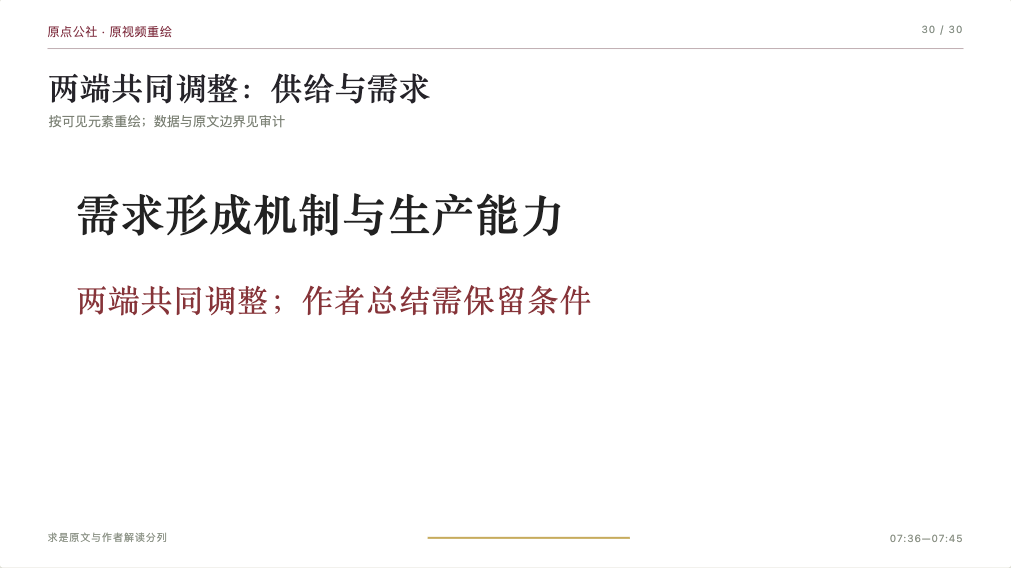 原点公社 · 原视频重绘
30 / 30
两端共同调整：供给与需求
按可见元素重绘；数据与原文边界见审计
需求形成机制与生产能力
两端共同调整；作者总结需保留条件
求是原文与作者解读分列
07:36—07:45